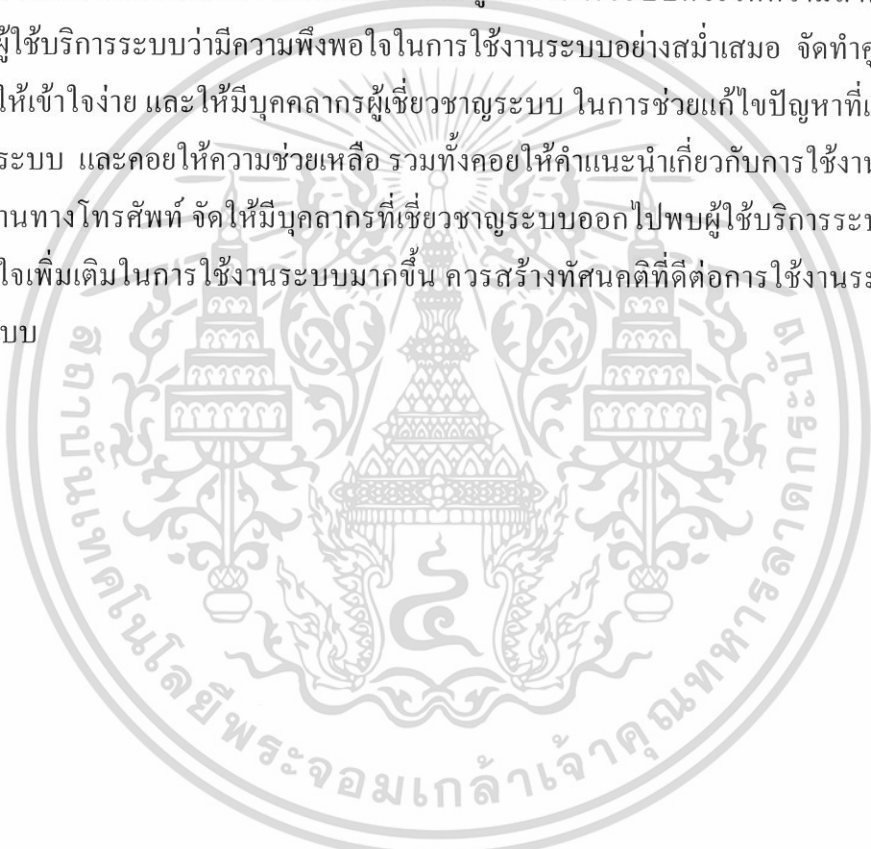 ผู้ใช้บริการระบบว่ามีความพึงพอใจในการใช้งานระบบอย่างสม่ำเสมอ จัดทำคู
ให้เข้าใจง่าย และให้มีบุคคลากรผู้เชี่ยวชาญระบบ ในการช่วยแก้ไขปัญหาที่เ
ระบบ และคอยให้ความช่วยเหลือ รวมทั้งคอยให้คำแนะนำเกี่ยวกับการใช้งาน
านทางโทรศัพท์ จัดให้มีบุคลากรที่เชี่ยวชาญระบบออกไปพบผู้ใช้บริการระบ
ใจเพิ่มเติมในการใช้งานระบบมากขึ้น ควรสร้างทัศนคติที่ดีต่อการใช้งานระ
บบ
สถาบันเทคโนโลยีพระจอมเกล้าเจ้าคุณทหารลาดกระบัง